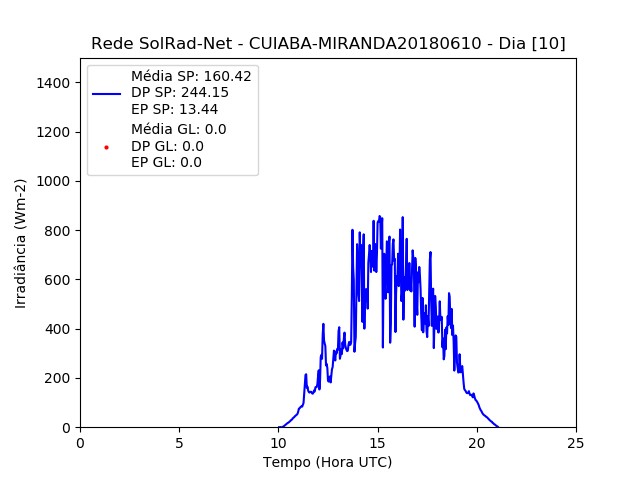 Rede SolRad-Net - CUIABA-MIRANDA20180610 - Dia [10]
Média SP: 160.42
DP SP: 244.15
EP SP: 13.44
Média GL: 0.0
DP GL: 0.0
EP GL: 0.0
Irradiância (Wm-2)
1400
1200
1000
800
600
400
200
0
0 5 10 15 20 25
Tempo (Hora UTC)